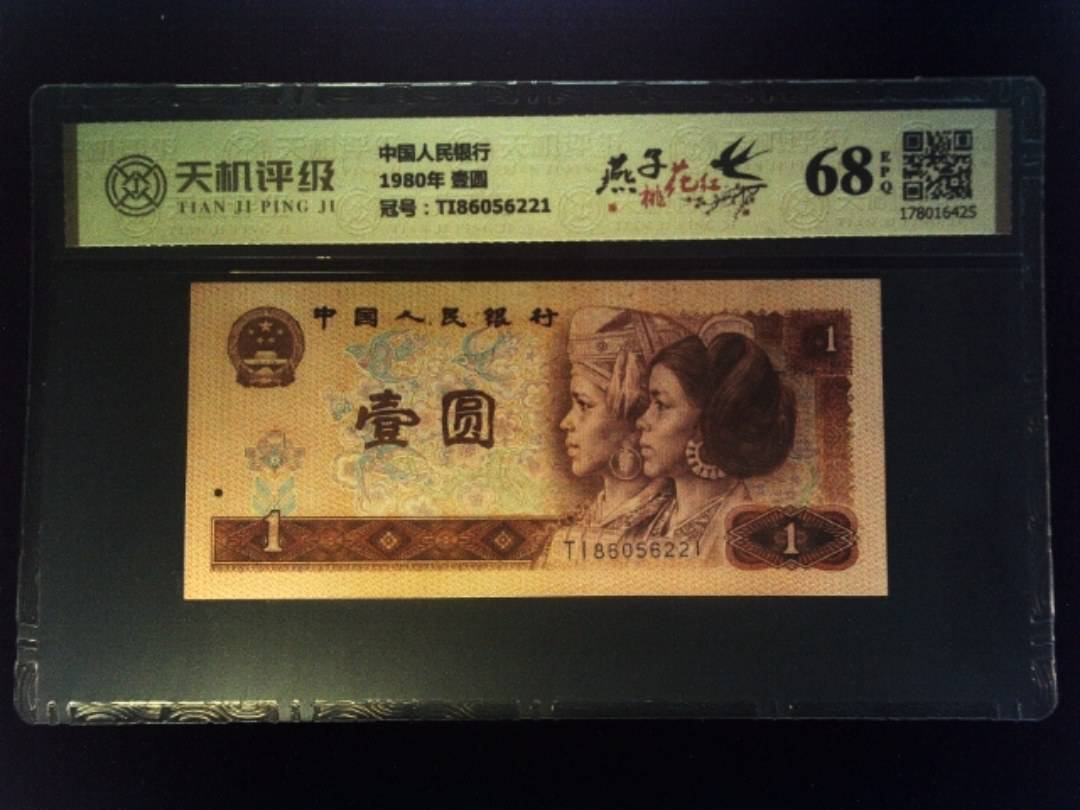 天机评级
TIAN JI PING JI
中国人民银行
1980年 壹圆
冠号：TI86056221
燕子
桃花红
68
EPQ
178016425
中国人民银行
1
壹圆
1
TI86056221
1